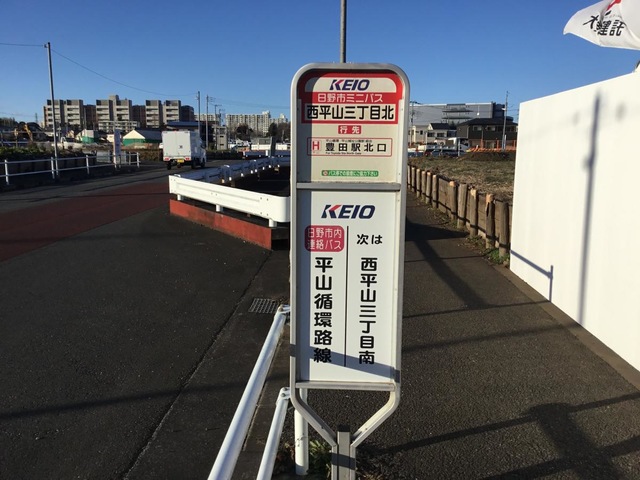 KEIO
日野市ミニバス
西平山三丁目北
行先
H
豊田駅北口
KEIO
日野市内
連絡バス
次は
西平山三丁目南
平山循環路線